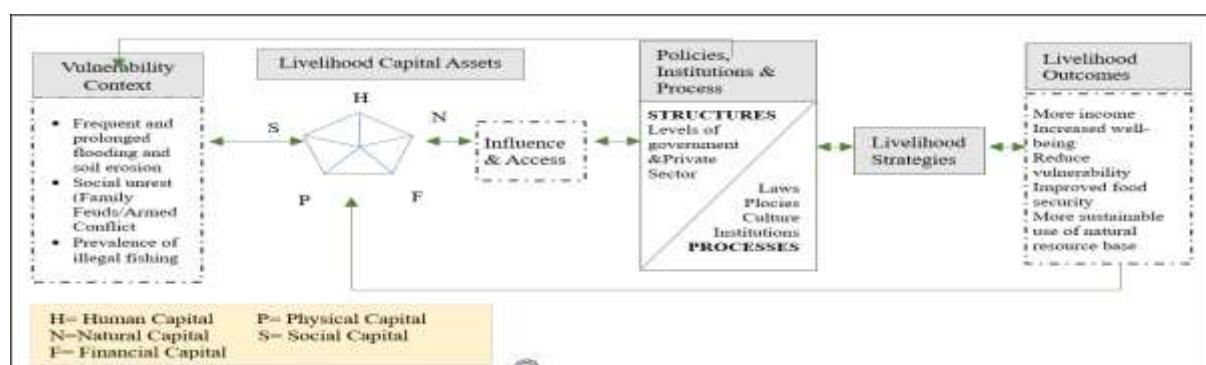 Vulnerability
Context
Frequent and
prolonged
flooding and
soil erosion
Social unrest
(Family
Feuds/Armed
Conflict
Prevalence of
illegal fishing
Livelihood Capital Assets
H
S
N
P
F
Influence
& Access
Policies,
Institutions &
Process
STRUCTURES
Levels of
government
&Private
Sector
Laws
Plocies
Culture
Institutions
PROCESSES
Livelihood
Strategies
Livelihood
Outcomes
More income
Increased well-
being
Reduce
vulnerability
Improved food
security
More sustainable
use of natural
resource base
H= Human Capital
P= Physical Capital
N=Natural Capital
S= Social Capital
F= Financial Capital